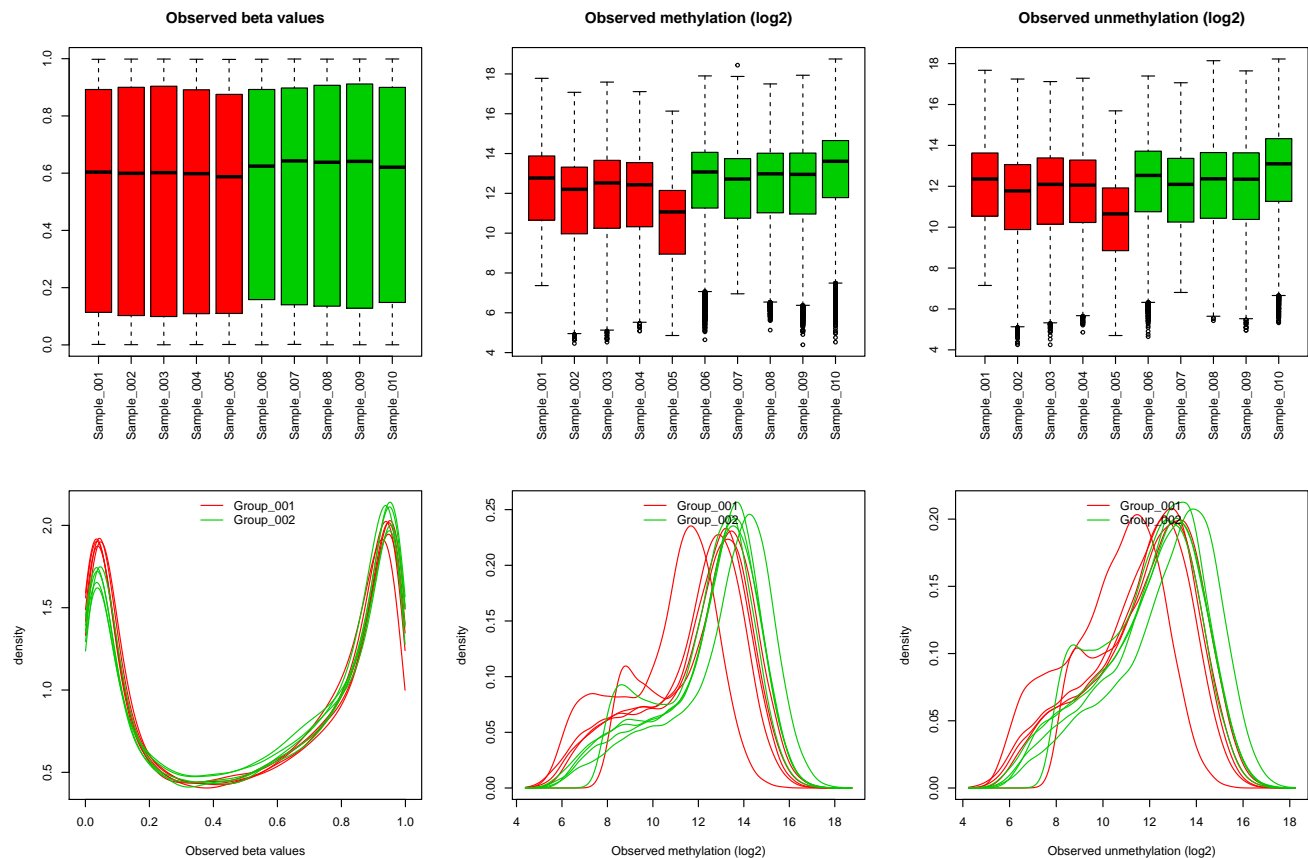 Observed beta values
0.0
0.2
0.4
0.6
0.8
1.0
Sample_001
Sample_002
Sample_003
Sample_004
Sample_005
Sample_006
Sample_007
Sample_008
Sample_009
Sample_010
Observed methylation (log2)
4
6
8
10
12
14
16
18
Sample_001
Sample_002
Sample_003
Sample_004
Sample_005
Sample_006
Sample_007
Sample_008
Sample_009
Sample_010
Observed unmethylation (log2)
4
6
8
10
12
14
16
18
Sample_001
Sample_002
Sample_003
Sample_004
Sample_005
Sample_006
Sample_007
Sample_008
Sample_009
Sample_010
Group_001
Group_002
density
0.5
1.0
1.5
2.0
0.0 0.2 0.4 0.6 0.8 1.0
Observed beta values
Group_001
Group_002
density
0.00
0.05
0.10
0.15
0.20
0.25
4 6 8 10 12 14 16 18
Observed methylation (log2)
Group_001
Group_002
density
0.00
0.05
0.10
0.15
0.20
4 6 8 10 12 14 16 18
Observed unmethylation (log2)